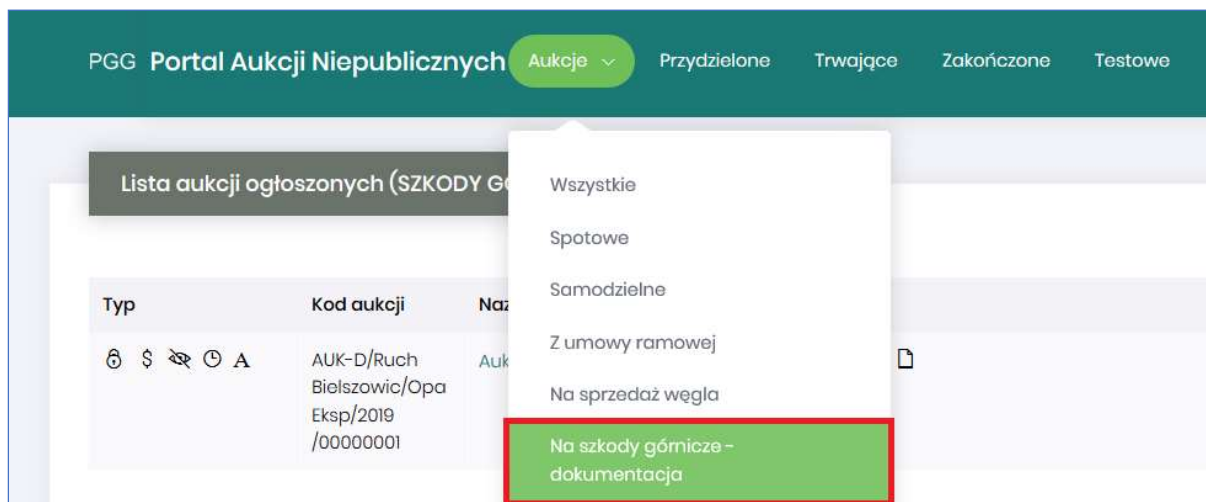 PGG Portal Aukcji Niepublicznych Aukcje Przydzielone Trwające Zakończone Testowe
Lista aukcji ogłoszonych (SZKODY
Wszystkie
Spotowe
Samodzielne
Z umowy ramowej
Na sprzedaż węgla
Na szkody górnicze -
dokumentacja
Typ Kod aukcji
$ A AUK-D/Ruch
Bielszowic/Opa
Eksp/2019
/00000001